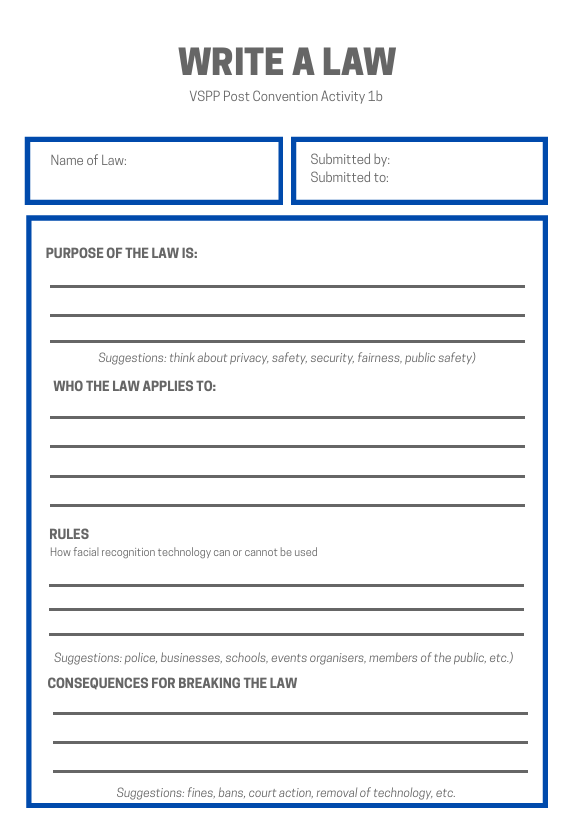 WRITE A LAW
VSPP Post Convention Activity 1b
Name of Law:
Submitted by:
Submitted to:
PURPOSE OF THE LAW IS:
Suggestions: think about privacy, safety, security, fairness, public safety)
WHO THE LAW APPLIES TO:
RULES
How facial recognition technology can or cannot be used
Suggestions: police, businesses, schools, events organisers, members of the public, etc.)
CONSEQUENCES FOR BREAKING THE LAW
Suggestions: fines, bans, court action, removal of technology, etc.